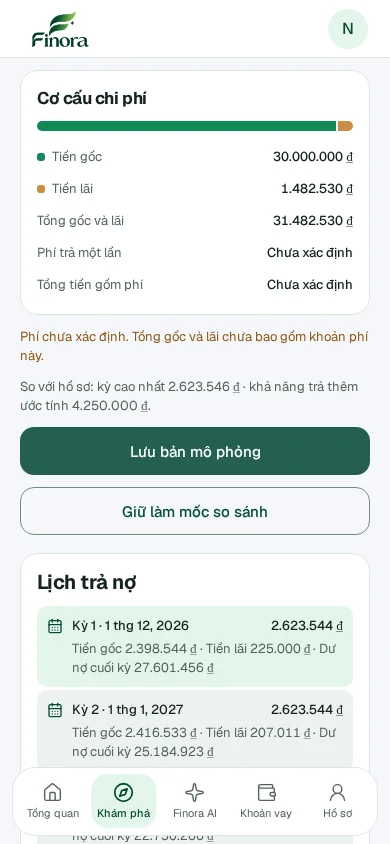 Finora
N
Cơ cấu chi phí
Tiền gốc 30.000.000 ₫
Tiền lãi 1.482.530 ₫
Tổng gốc và lãi 31.482.530 ₫
Phí trả một lần Chưa xác định
Tổng tiền gồm phí Chưa xác định
Phí chưa xác định. Tổng gốc và lãi chưa bao gồm khoản phí
này.
So với hồ sơ: kỳ cao nhất 2.623.546 ₫ · khả năng trả thêm
ước tính 4.250.000 ₫.
Lưu bản mô phỏng
Giữ làm mốc so sánh
Lịch trả nợ
Kỳ 1 · 1 thg 12, 2026 2.623.544 ₫
Tiền gốc 2.398.544 ₫ · Tiền lãi 225.000 ₫ · Dư
nợ cuối kỳ 27.601.456 ₫
Kỳ 2 · 1 thg 1, 2027 2.623.544 ₫
Tiền gốc 2.416.533 ₫ · Tiền lãi 207.011 ₫ · Dư
nợ cuối kỳ 25.184.923 ₫
Tổng quan
Khám phá
Finora AI
Khoản vay
Hồ sơ